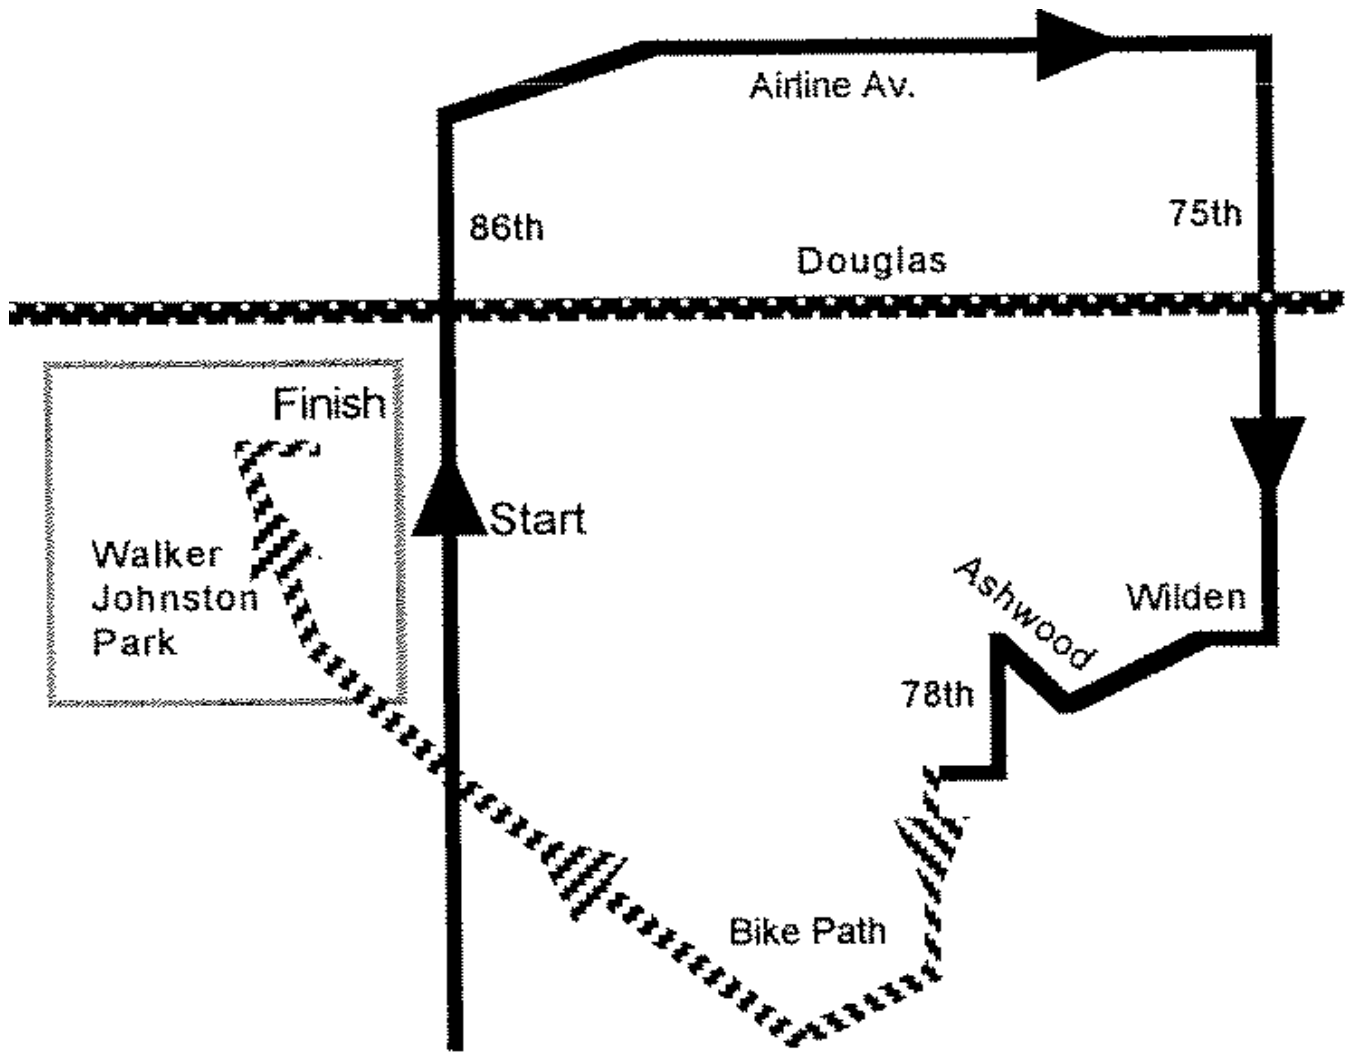 Airline Av.
86th
75th
Douglas
Finish
Start
Walker
Johnston
Park
Ashwood
Wilden
78th
Bike Path